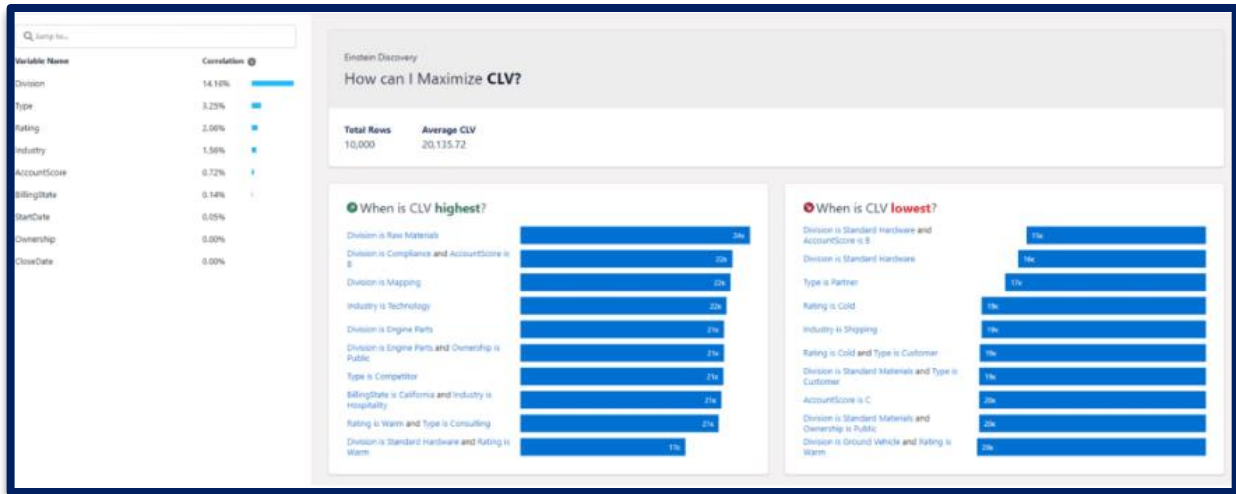 Jump to...
Variable Name Correlation
Division 14.16%
Type 3.25%
Rating 2.06%
Industry 1.56%
AccountScore 0.72%
BillingState 0.14%
StartDate 0.05%
Ownership 0.00%
CloseDate 0.00%
Einstein Discovery
How can I Maximize CLV?
Total Rows Average CLV
10,000 20,135.72
When is CLV highest?
Division is Raw Materials 24k
Division is Compliance and AccountScore is
B 22k
Division is Mapping 22k
Industry is Technology 22k
Division is Engine Parts 21k
Division is Engine Parts and Ownership is
Public 21k
Type is Competitor 21k
BillingState is California and Industry is
Hospitality 21k
Rating is Warm and Type is Consulting 21k
Division is Standard Hardware and Rating is
Warm 17k
When is CLV lowest?
Division is Standard Hardware and
AccountScore is B 15k
Division is Standard Hardware 16k
Type is Partner 17k
Rating is Cold 19k
Industry is Shipping 19k
Rating is Cold and Type is Customer 19k
Division is Standard Materials and Type is
Customer 19k
AccountScore is C 20k
Division is Standard Materials and
Ownership is Public 20k
Division is Ground Vehicle and Rating is
Warm 20k